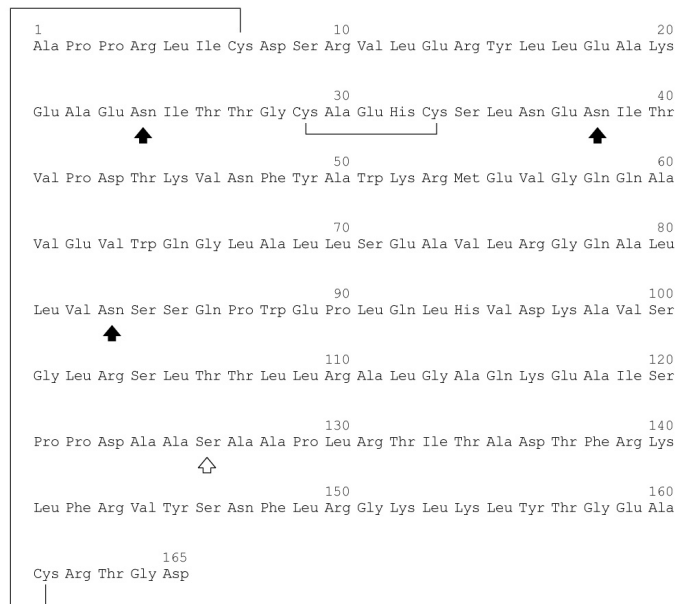 1 10 20
Ala Pro Pro Arg Leu Ile Cys Asp Ser Arg Val Leu Glu Arg Tyr Leu Leu Glu Ala Lys
30 40
Glu Ala Glu Asn Ile Thr Thr Gly Cys Ala Glu His Cys Ser Leu Asn Glu Asn Ile Thr
50 60
Val Pro Asp Thr Lys Val Asn Phe Tyr Ala Trp Lys Arg Met Glu Val Gly Gln Gln Ala
70 80
Val Glu Val Trp Gln Gly Leu Ala Leu Leu Ser Glu Ala Val Leu Arg Gly Gln Ala Leu
90 100
Leu Val Asn Ser Ser Gln Pro Trp Glu Pro Leu Gln Leu His Val Asp Lys Ala Val Ser
110 120
Gly Leu Arg Ser Leu Thr Thr Leu Leu Arg Ala Leu Gly Ala Gln Lys Glu Ala Ile Ser
130 140
Pro Pro Asp Ala Ala Ser Ala Ala Pro Leu Arg Thr Ile Thr Ala Asp Thr Phe Arg Lys
150 160
Leu Phe Arg Val Tyr Ser Asn Phe Leu Arg Gly Lys Leu Lys Leu Tyr Thr Gly Glu Ala
165
Cys Arg Thr Gly Asp